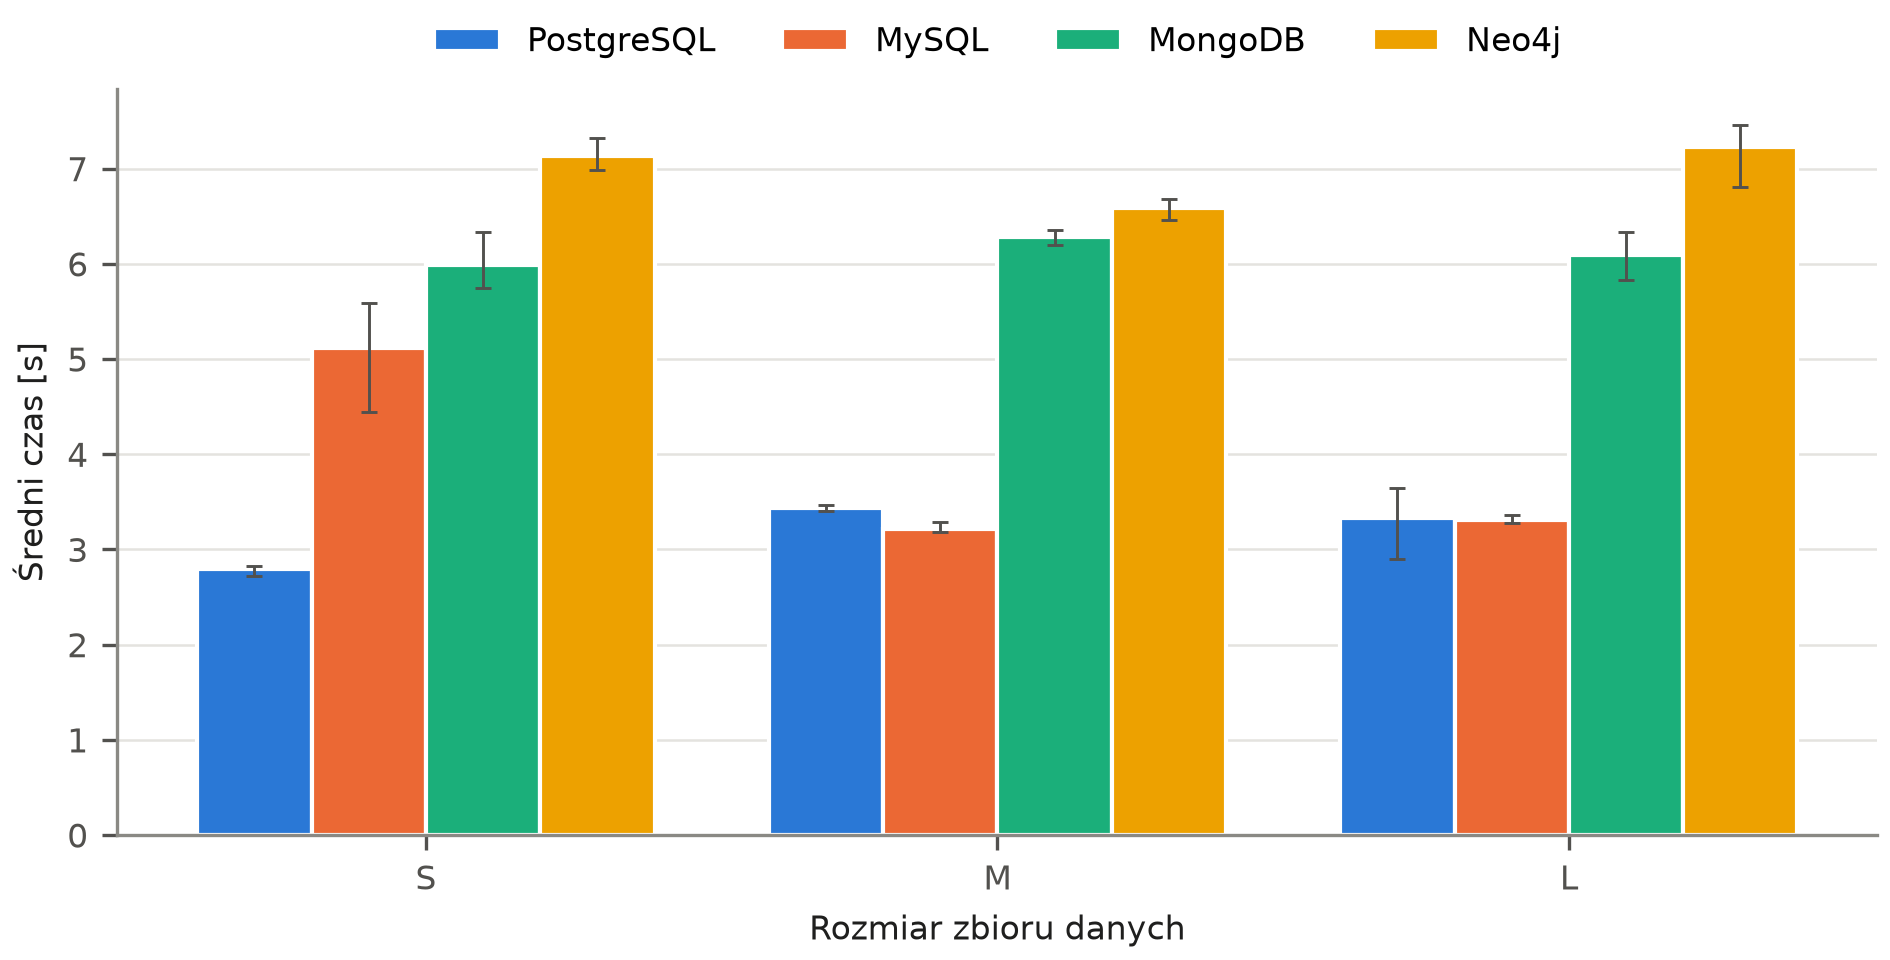 PostgreSQL MySQL MongoDB Neo4j
Średni czas [s]
7
6
5
4
3
2
1
0
S M L
Rozmiar zbioru danych